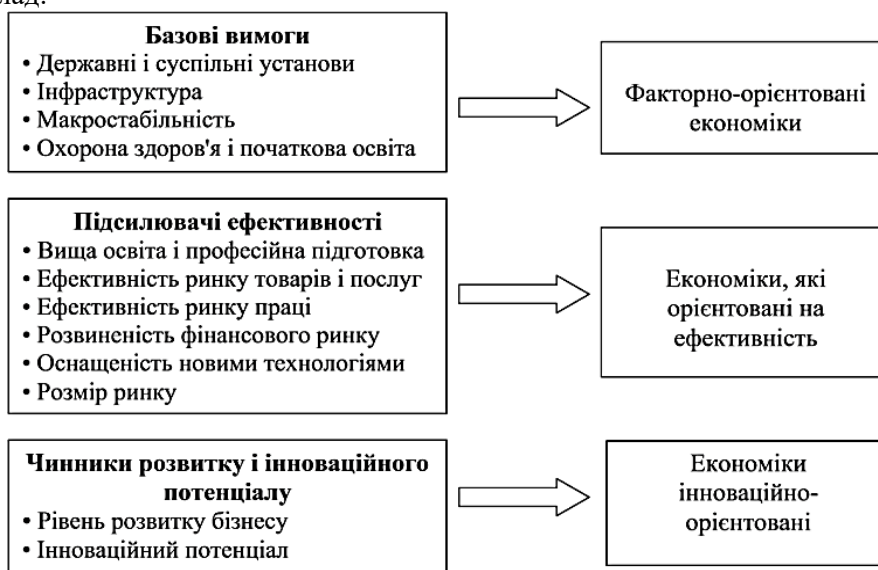 Базові вимоги
• Державні і суспільні установи
• Інфраструктура
• Макростабільність
• Охорона здоров'я і початкова освіта
Факторно-орієнтовані
економіки
Підсилювачі ефективності
• Вища освіта і професійна підготовка
• Ефективність ринку товарів і послуг
• Ефективність ринку праці
• Розвиненість фінансового ринку
• Оснащеність новими технологіями
• Розмір ринку
Економіки, які
орієнтовані на
ефективність
Чинники розвитку і інноваційного
потенціалу
• Рівень розвитку бізнесу
• Інноваційний потенціал
Економіки
інноваційно-
орієнтовані